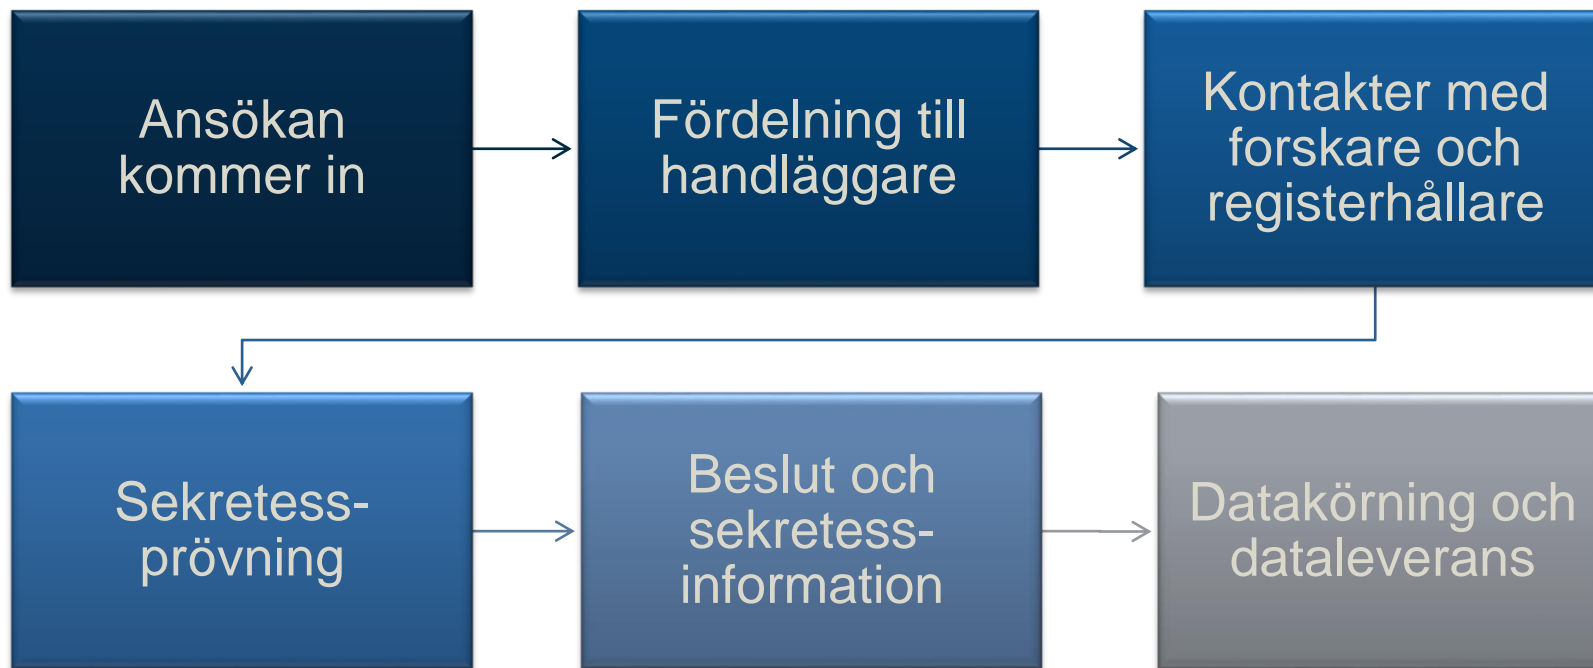 Ansökan
kommer in
Fördelning till
handläggare
Kontakter med
forskare och
registerhållare
Sekretess-
prövning
Beslut och
sekretess-
information
Datakörning och
dataleverans